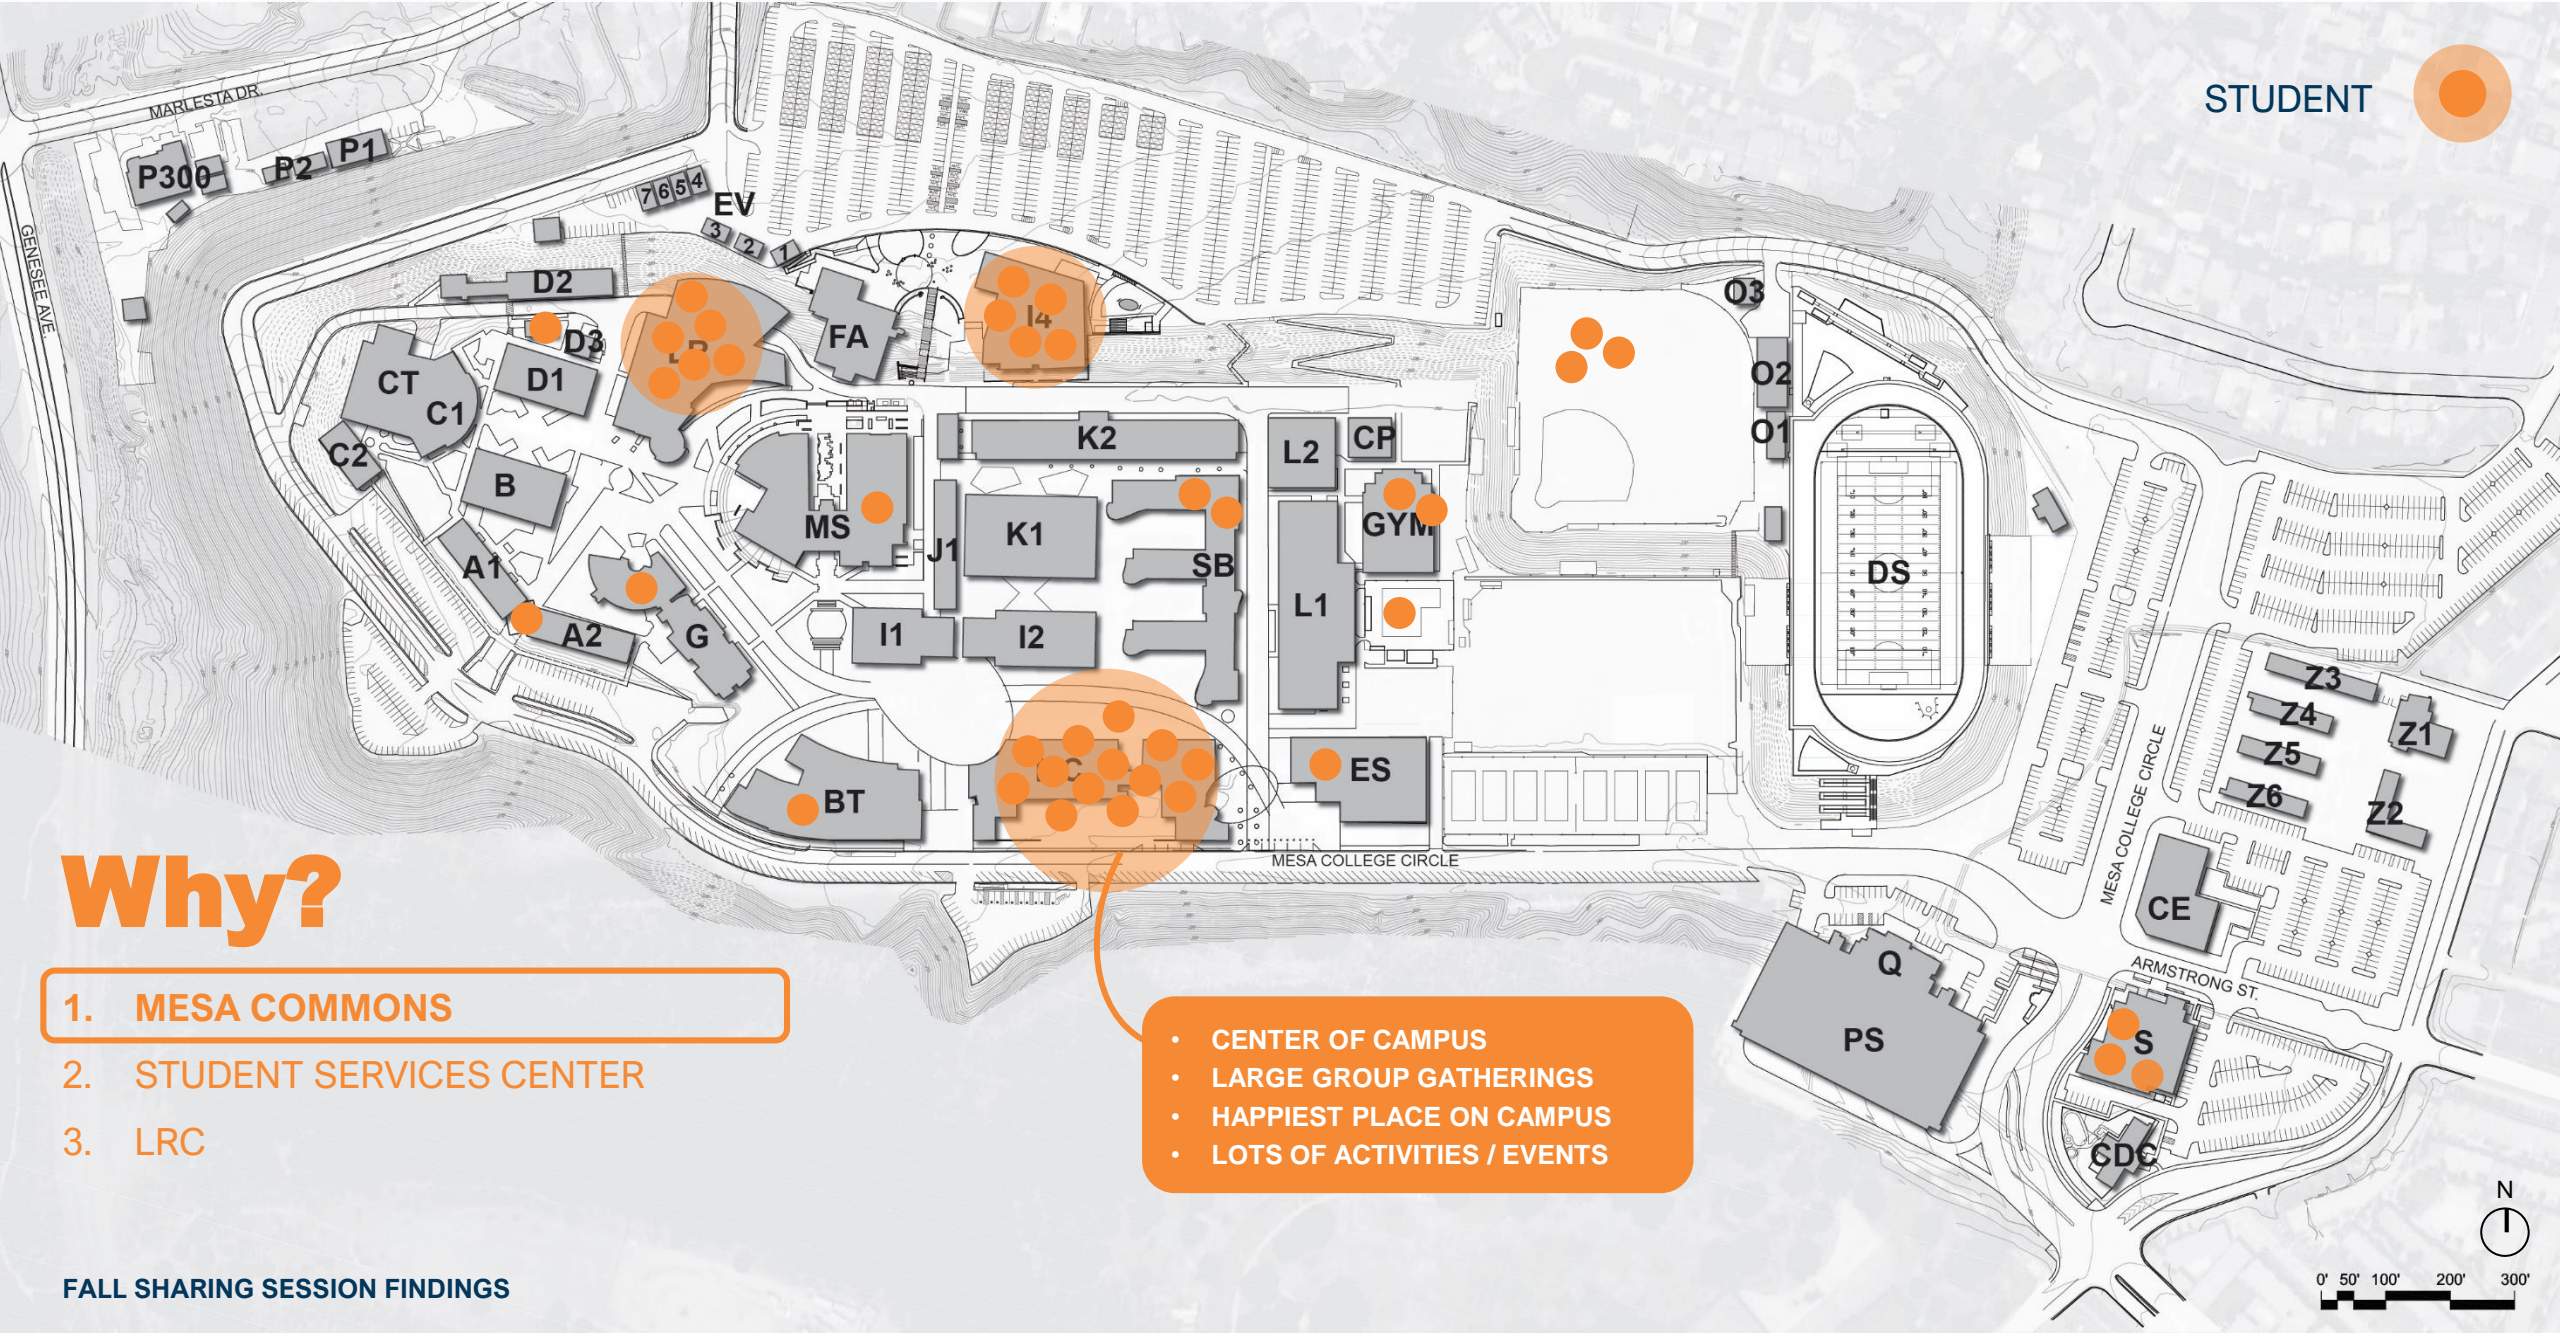 STUDENT
MARLESTA DR.
GENESEE AVE.
P300
P2
P1
7 6 5 4
EV
3
2
1
D2
D3
D1
CT
C1
C2
B
A1
A2
G
FA
I4
MS
J1
K2
K1
I1
I2
SB
L2
CP
GYM
L1
BT
ES
O3
O2
O1
DS
Z3
Z4
Z5
Z6
Z1
Z2
CE
MESA COLLEGE CIRCLE
MESA COLLEGE CIRCLE
ARMSTRONG ST.
Q
PS
S
CDC
Why?
1. MESA COMMONS
2. STUDENT SERVICES CENTER
3. LRC
• CENTER OF CAMPUS
• LARGE GROUP GATHERINGS
• HAPPIEST PLACE ON CAMPUS
• LOTS OF ACTIVITIES / EVENTS
FALL SHARING SESSION FINDINGS
N
0' 50' 100' 200' 300'